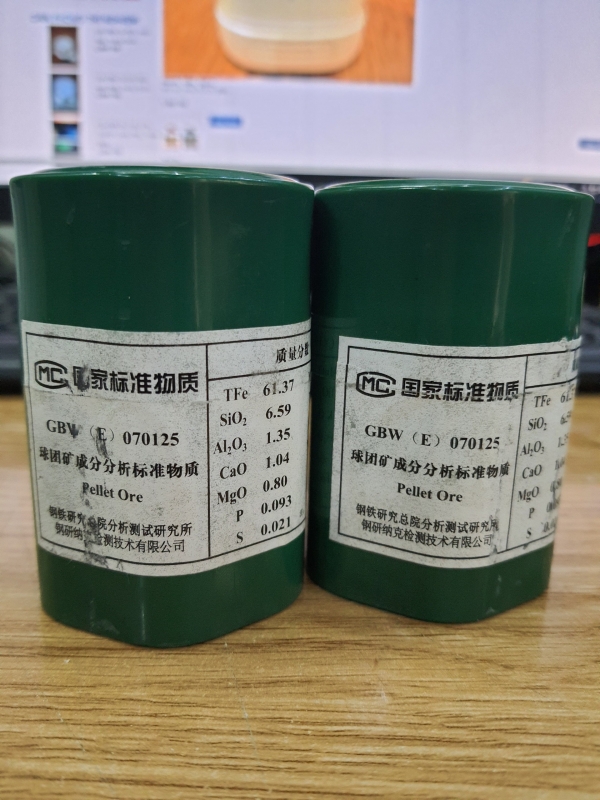 MC 国家标准物质
GBW（E）070125
球团矿成分分析标准物质
Pellet Ore
钢铁研究总院分析测试研究所
钢研纳克检测技术有限公司
质量分数
TFe 61.37
SiO₂ 6.59
Al₂O₃ 1.35
CaO 1.04
MgO 0.80
P 0.093
S 0.021
MC 国家标准物质
GBW（E）070125
球团矿成分分析标准物质
Pellet Ore
钢铁研究总院分析测试研究所
钢研纳克检测技术有限公司
TFe
SiO₂
Al₂O₃
CaO
MgO
P
S